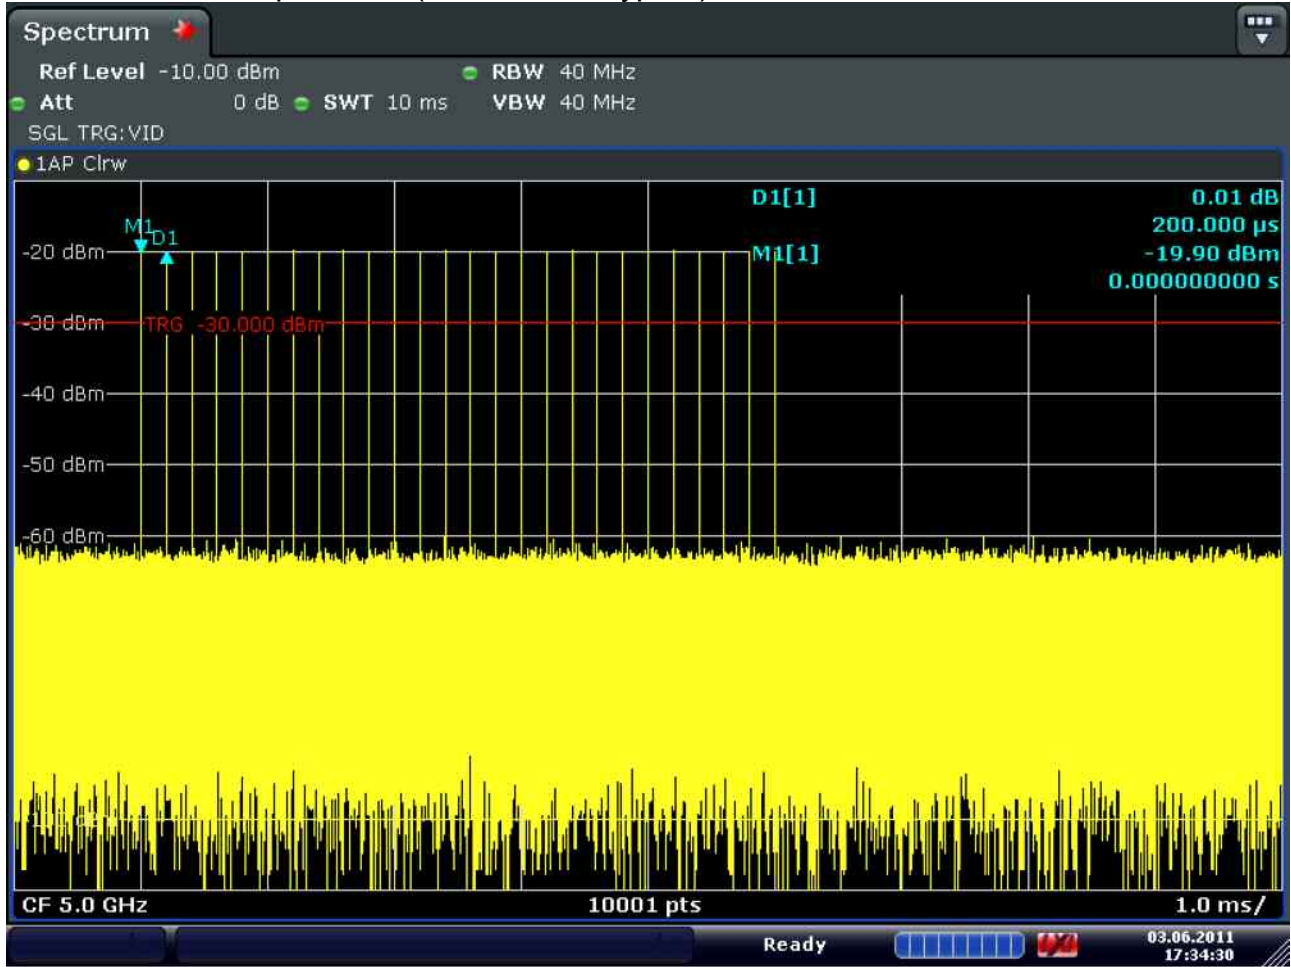 Spectrum
Ref Level -10.00 dBm RBW 40 MHz
Att 0 dB SWT 10 ms VBW 40 MHz
SGL TRG:VID
1AP Clrw
D1[1] 0.01 dB
200.000 µs
M1[1] -19.90 dBm
0.000000000 s
M1
D1
-20 dBm
-30 dBm
TRG -30.000 dBm
-40 dBm
-50 dBm
-60 dBm
CF 5.0 GHz 10001 pts 1.0 ms/
Ready 03.06.2011
17:34:30